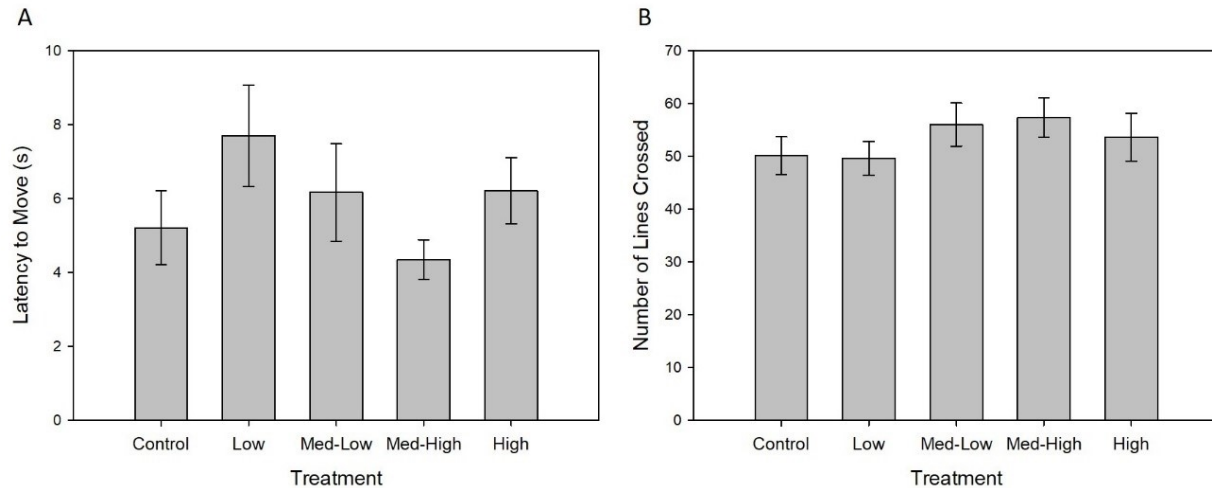 A
10
8
6
4
2
0
Latency to Move (s)
Control Low Med-Low Med-High High
Treatment
B
70
60
50
40
30
20
10
0
Number of Lines Crossed
Control Low Med-Low Med-High High
Treatment